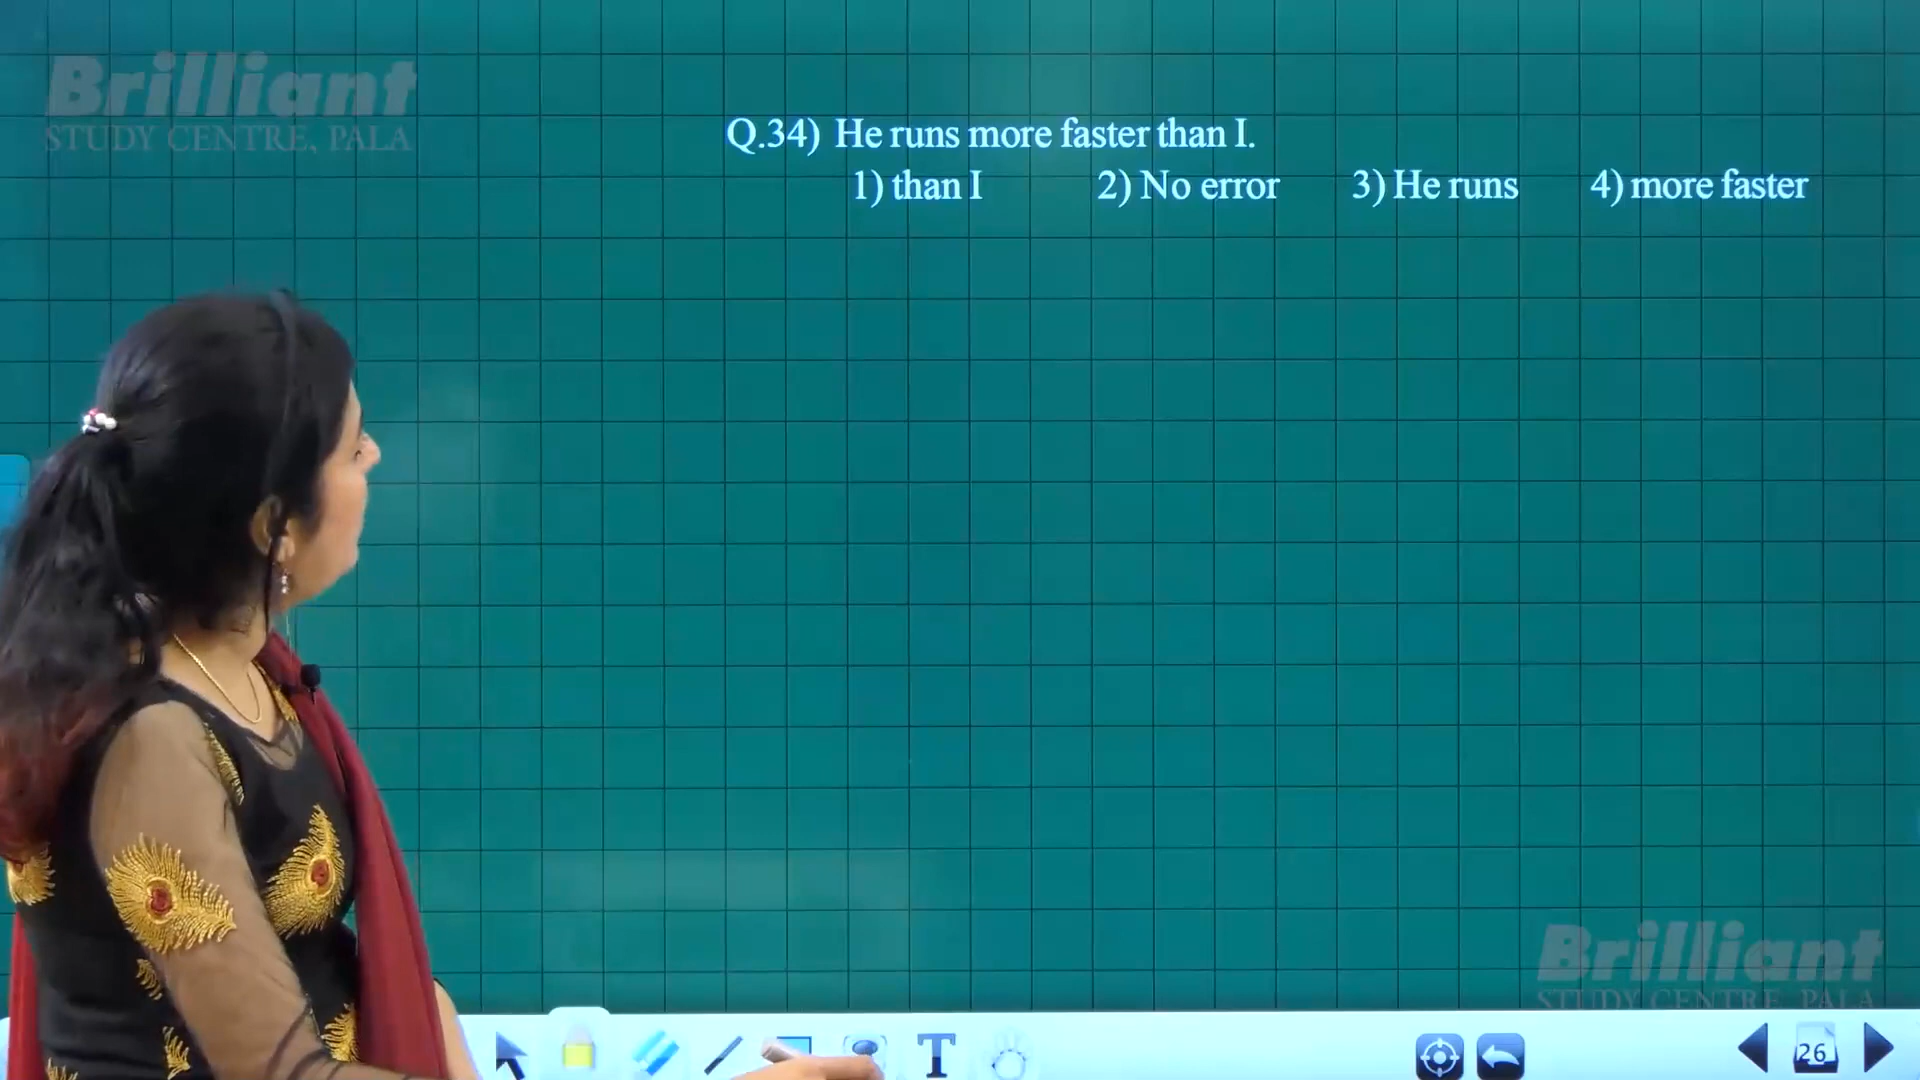 Brilliant
STUDY CENTRE, PALA
Q.34) He runs more faster than I.
1) than I 2) No error 3) He runs 4) more faster
Brilliant
STUDY CENTRE, PALA
T
26